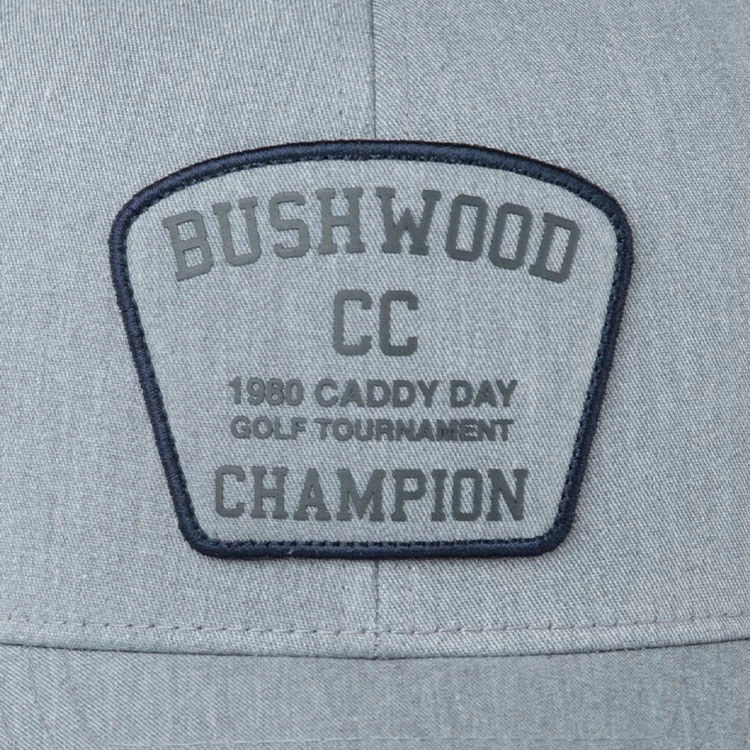 BUSHWOOD
CC
1980 CADDY DAY
GOLF TOURNAMENT
CHAMPION